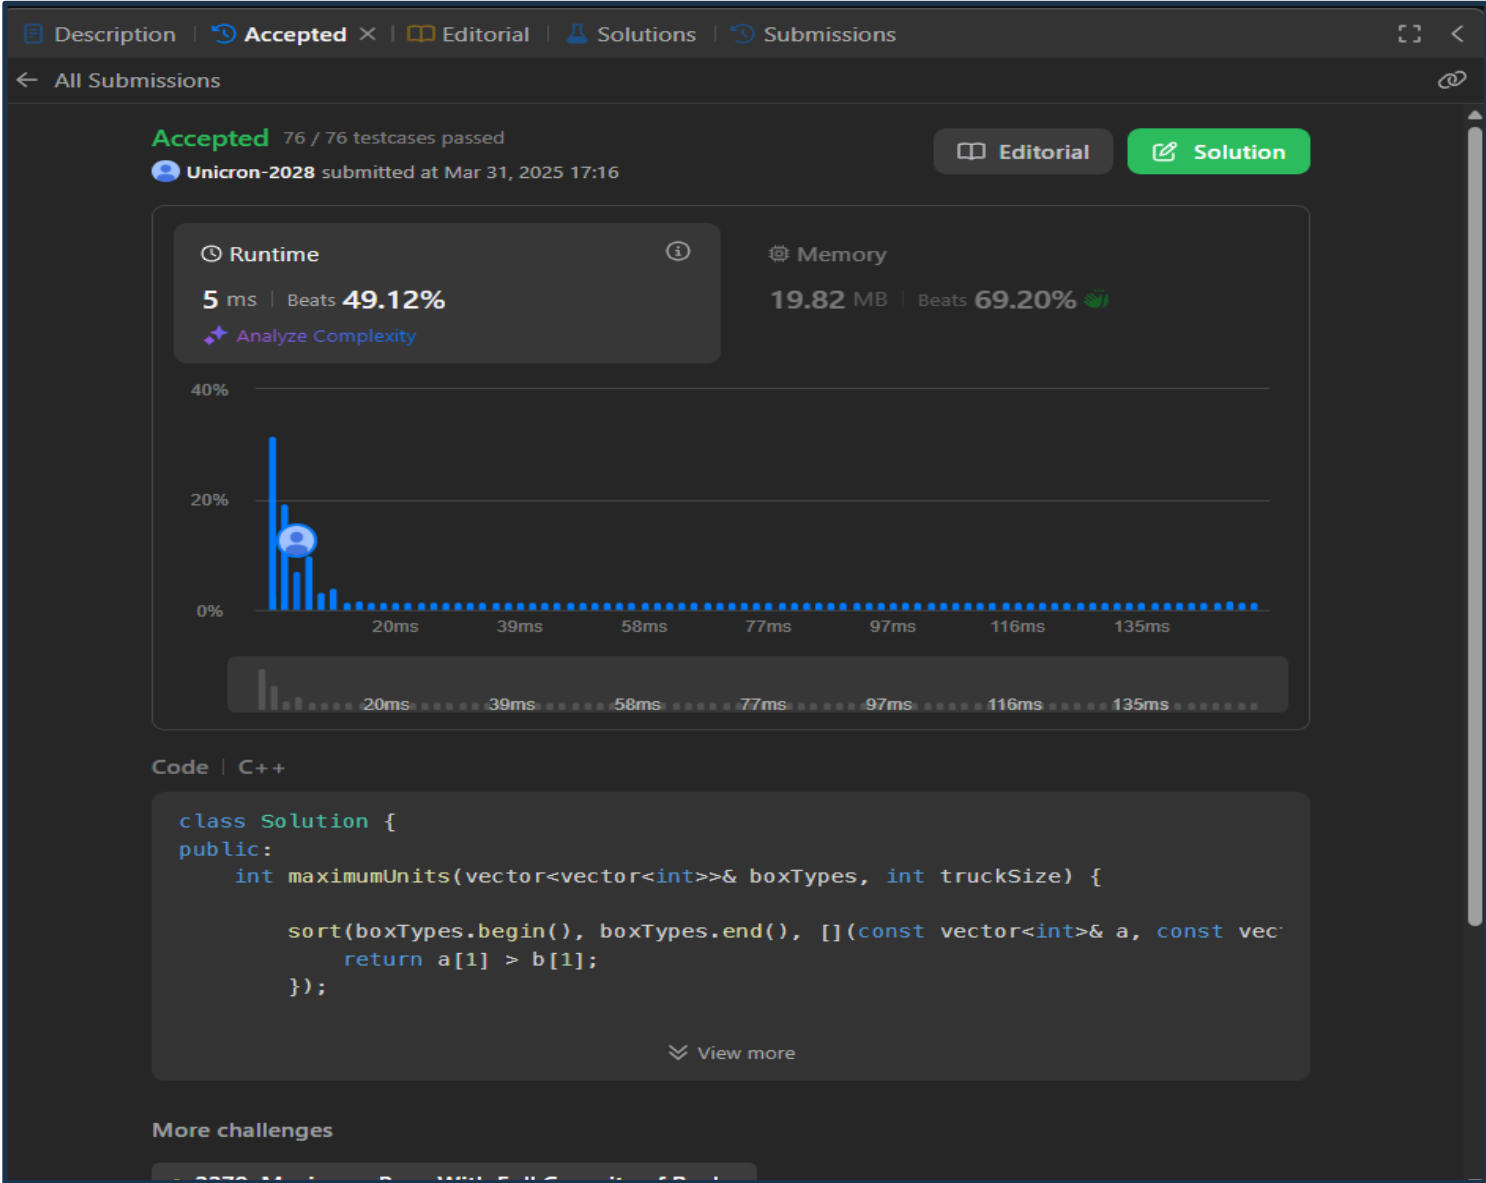 Description | Accepted × | Editorial | Solutions | Submissions
All Submissions
Accepted 76 / 76 testcases passed
Unicron-2028 submitted at Mar 31, 2025 17:16
Editorial
Solution
Runtime
5 ms | Beats 49.12%
Analyze Complexity
Memory
19.82 MB | Beats 69.20%
40%
20%
0%
20ms 39ms 58ms 77ms 97ms 116ms 135ms
20ms 39ms 58ms 77ms 97ms 116ms 135ms
Code | C++
class Solution {
public:
    int maximumUnits(vector<vector<int>>& boxTypes, int truckSize) {
        sort(boxTypes.begin(), boxTypes.end(), [](const vector<int>& a, const vec
            return a[1] > b[1];
        });
View more
More challenges